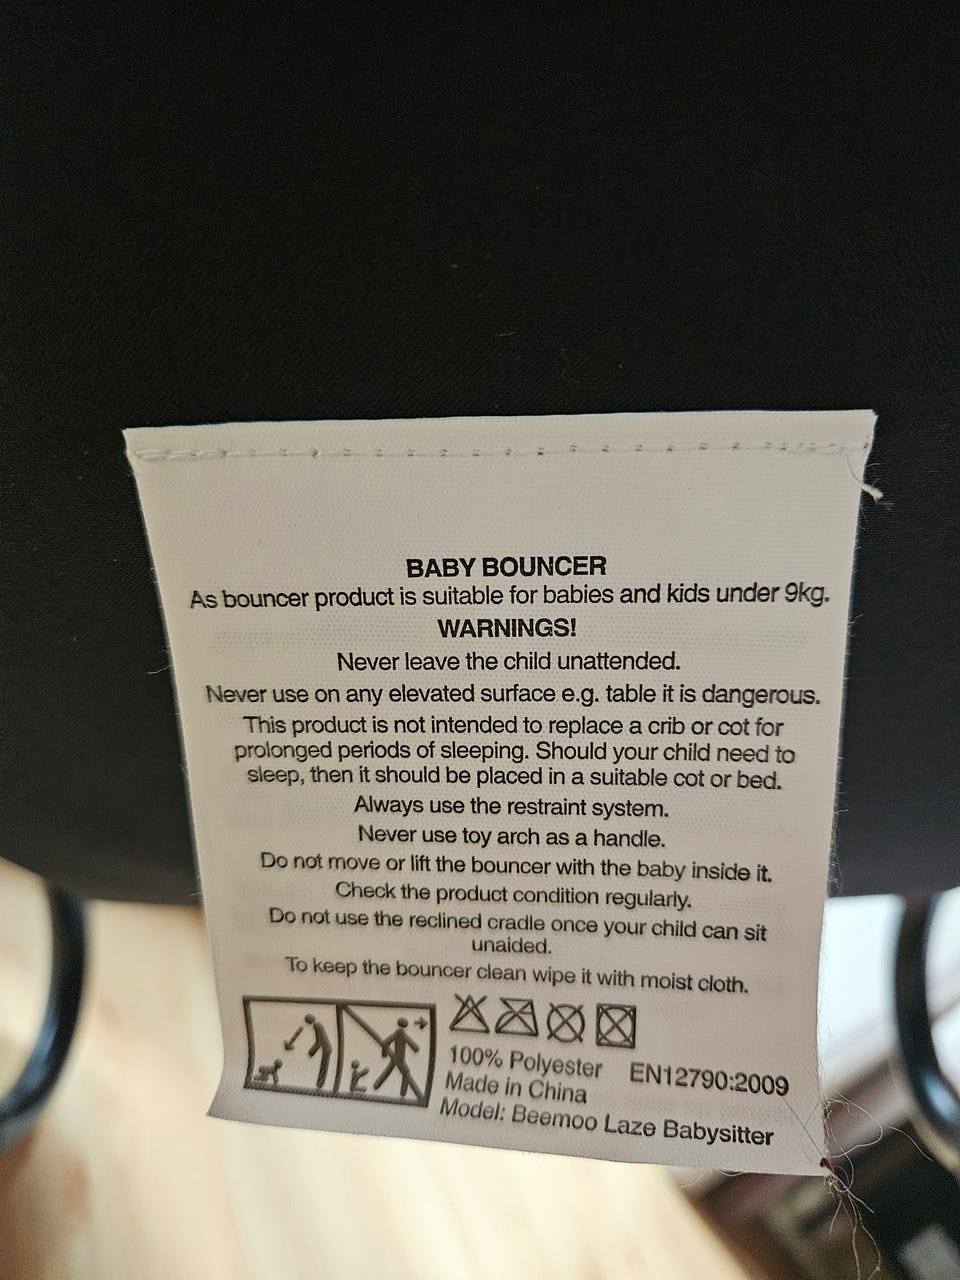 BABY BOUNCER
As bouncer product is suitable for babies and kids under 9kg.
WARNINGS!
Never leave the child unattended.
Never use on any elevated surface e.g. table it is dangerous.
This product is not intended to replace a crib or cot for
prolonged periods of sleeping. Should your child need to
sleep, then it should be placed in a suitable cot or bed.
Always use the restraint system.
Never use toy arch as a handle.
Do not move or lift the bouncer with the baby inside it.
Check the product condition regularly.
Do not use the reclined cradle once your child can sit
unaided.
To keep the bouncer clean wipe it with moist cloth.
100% Polyester EN12790:2009
Made in China
Model: Beemoo Laze Babysitter